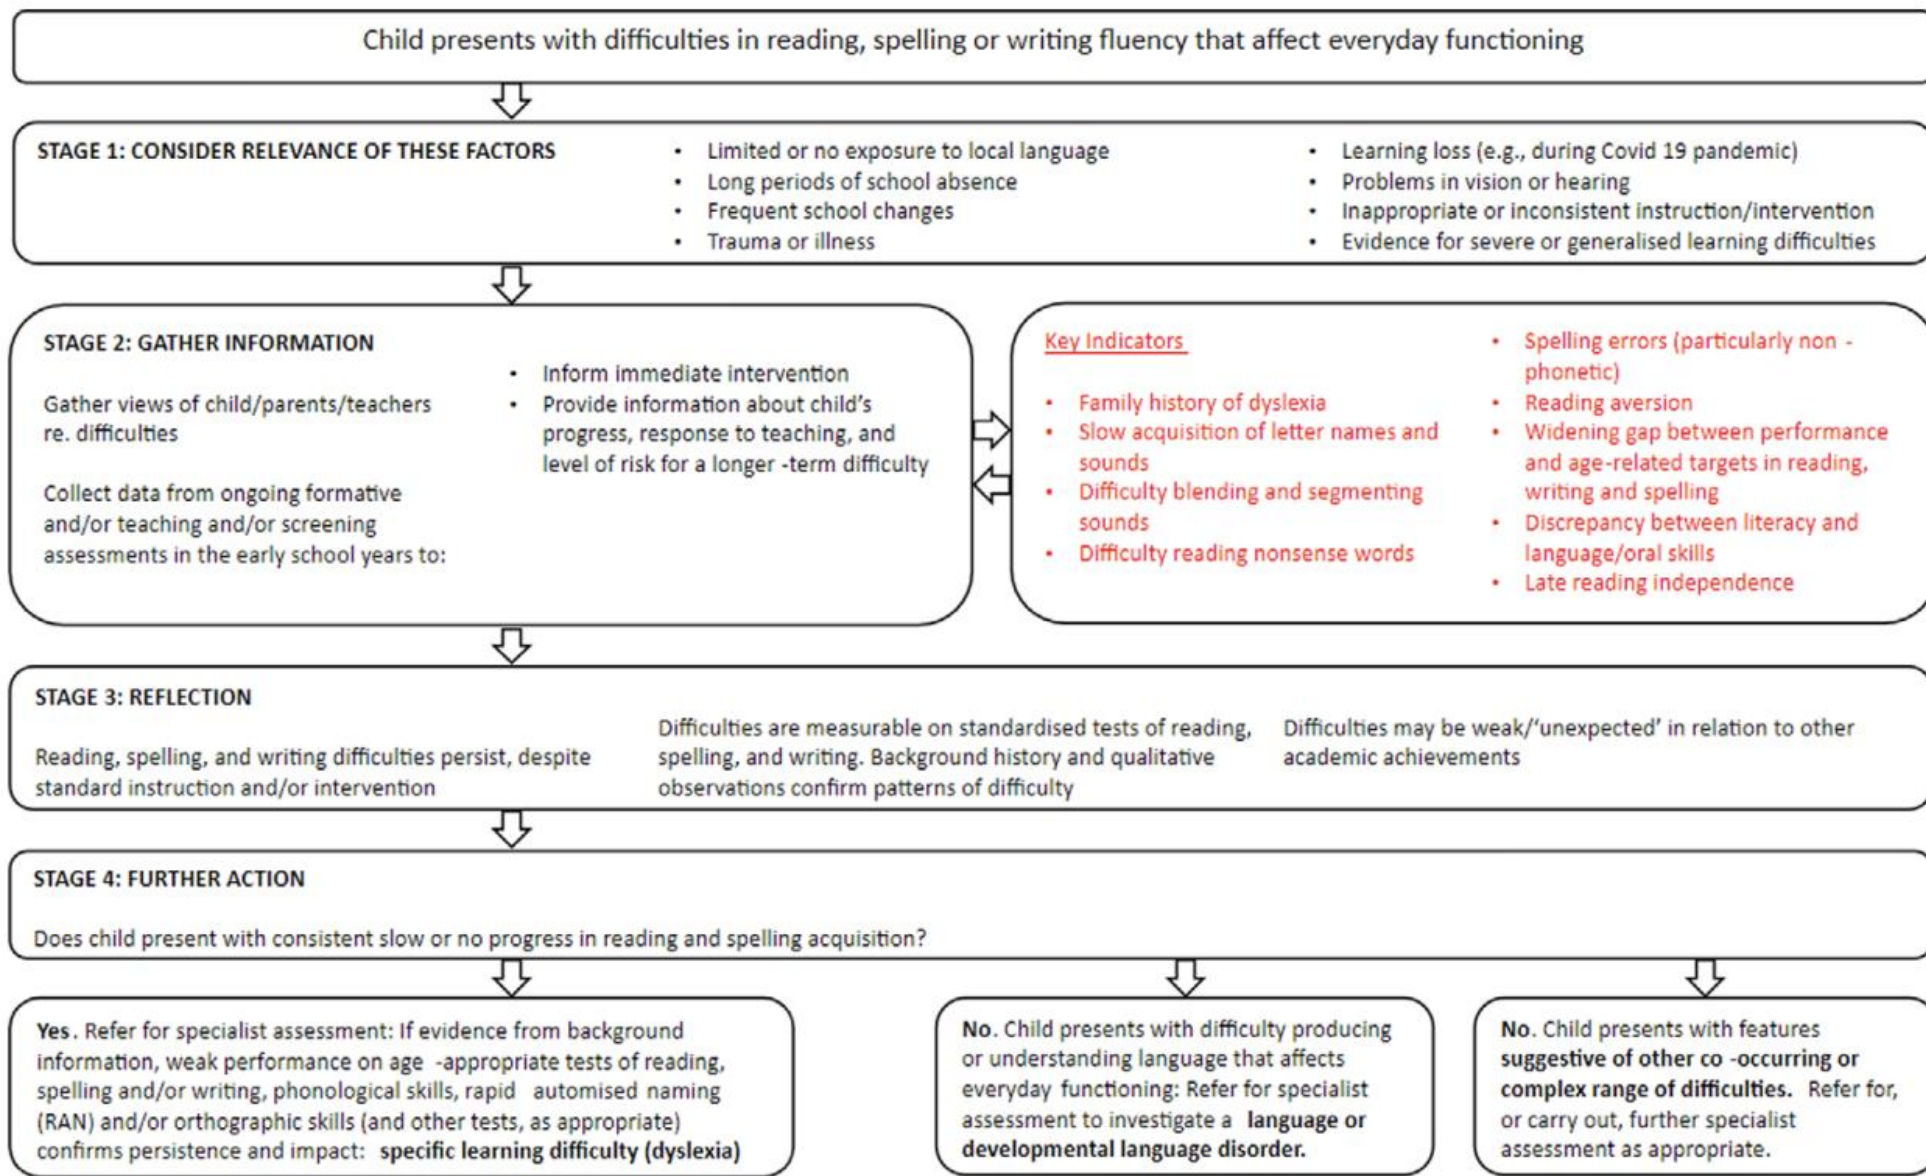 Child presents with difficulties in reading, spelling or writing fluency that affect everyday functioning
STAGE 1: CONSIDER RELEVANCE OF THESE FACTORS
• Limited or no exposure to local language
• Long periods of school absence
• Frequent school changes
• Trauma or illness
• Learning loss (e.g., during Covid 19 pandemic)
• Problems in vision or hearing
• Inappropriate or inconsistent instruction/intervention
• Evidence for severe or generalised learning difficulties
STAGE 2: GATHER INFORMATION
Gather views of child/parents/teachers
re. difficulties
Collect data from ongoing formative
and/or teaching and/or screening
assessments in the early school years to:
• Inform immediate intervention
• Provide information about child's
progress, response to teaching, and
level of risk for a longer -term difficulty
Key Indicators
• Family history of dyslexia
• Slow acquisition of letter names and
sounds
• Difficulty blending and segmenting
sounds
• Difficulty reading nonsense words
• Spelling errors (particularly non -
phonetic)
• Reading aversion
• Widening gap between performance
and age-related targets in reading,
writing and spelling
• Discrepancy between literacy and
language/oral skills
• Late reading independence
STAGE 3: REFLECTION
Reading, spelling, and writing difficulties persist, despite
standard instruction and/or intervention
Difficulties are measurable on standardised tests of reading,
spelling, and writing. Background history and qualitative
observations confirm patterns of difficulty
Difficulties may be weak/'unexpected' in relation to other
academic achievements
STAGE 4: FURTHER ACTION
Does child present with consistent slow or no progress in reading and spelling acquisition?
Yes. Refer for specialist assessment: If evidence from background
information, weak performance on age -appropriate tests of reading,
spelling and/or writing, phonological skills, rapid automised naming
(RAN) and/or orthographic skills (and other tests, as appropriate)
confirms persistence and impact: specific learning difficulty (dyslexia)
No. Child presents with difficulty producing
or understanding language that affects
everyday functioning: Refer for specialist
assessment to investigate a language or
developmental language disorder.
No. Child presents with features
suggestive of other co -occurring or
complex range of difficulties. Refer for,
or carry out, further specialist
assessment as appropriate.